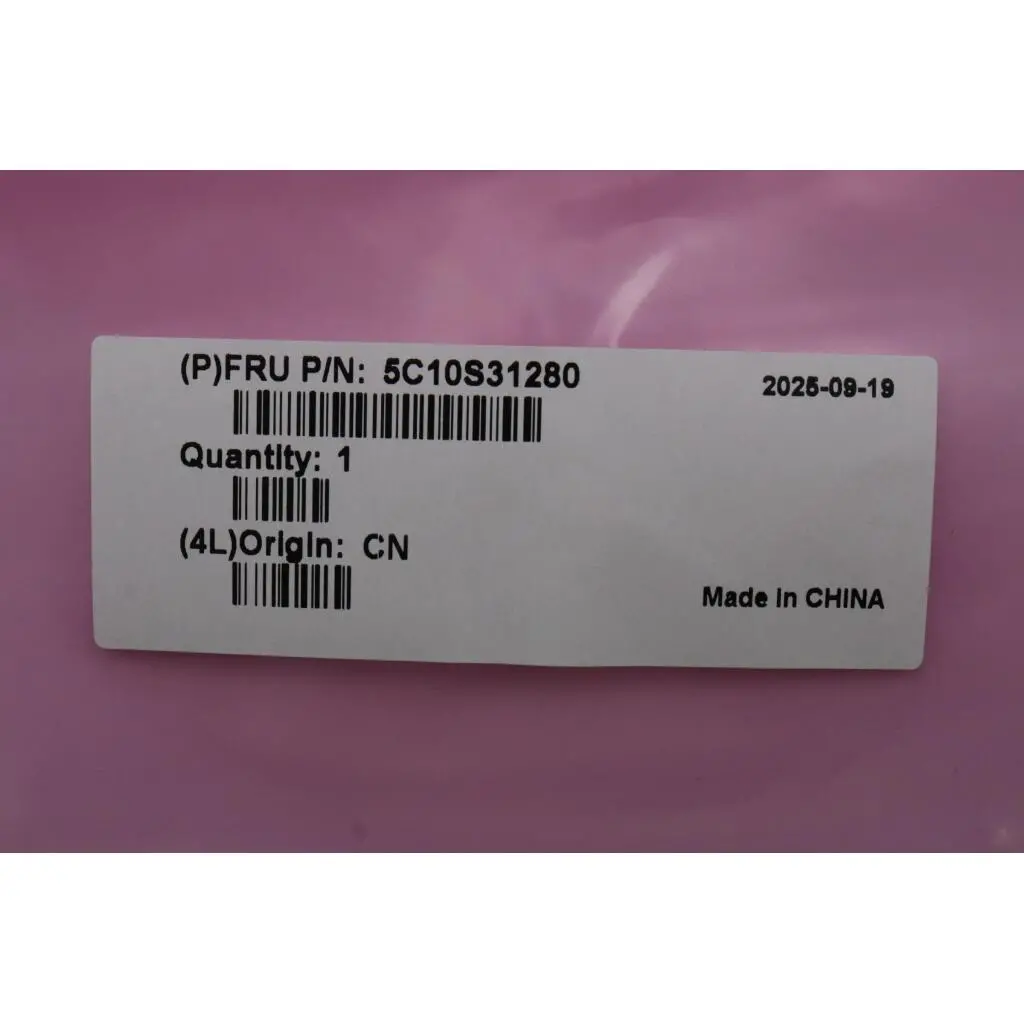 (P)FRU P/N: 5C10S31280
2025-09-19
Quantity: 1
(4L)Origin: CN
Made in CHINA